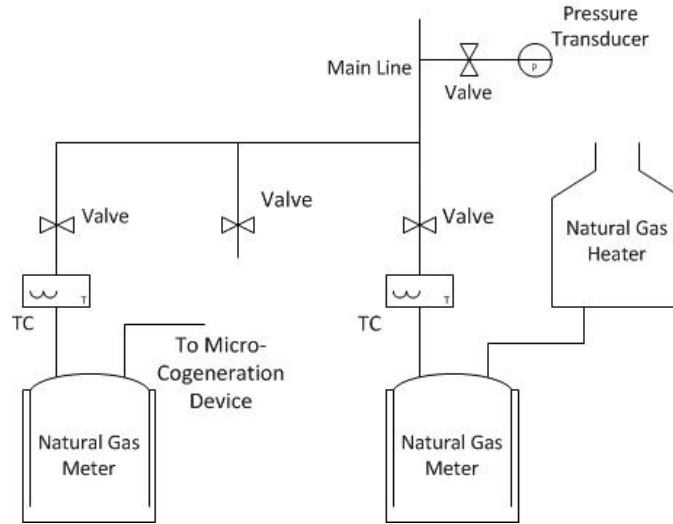 Pressure
Transducer
Main Line
P
Valve
Valve
Valve
Valve
Natural Gas
Heater
T
T
TC
TC
To Micro-
Cogeneration
Device
Natural Gas
Meter
Natural Gas
Meter